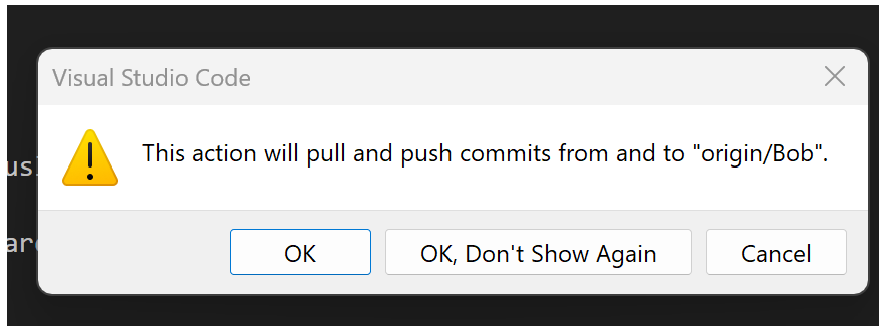 Visual Studio Code
This action will pull and push commits from and to "origin/Bob".
OK
OK, Don't Show Again
Cancel